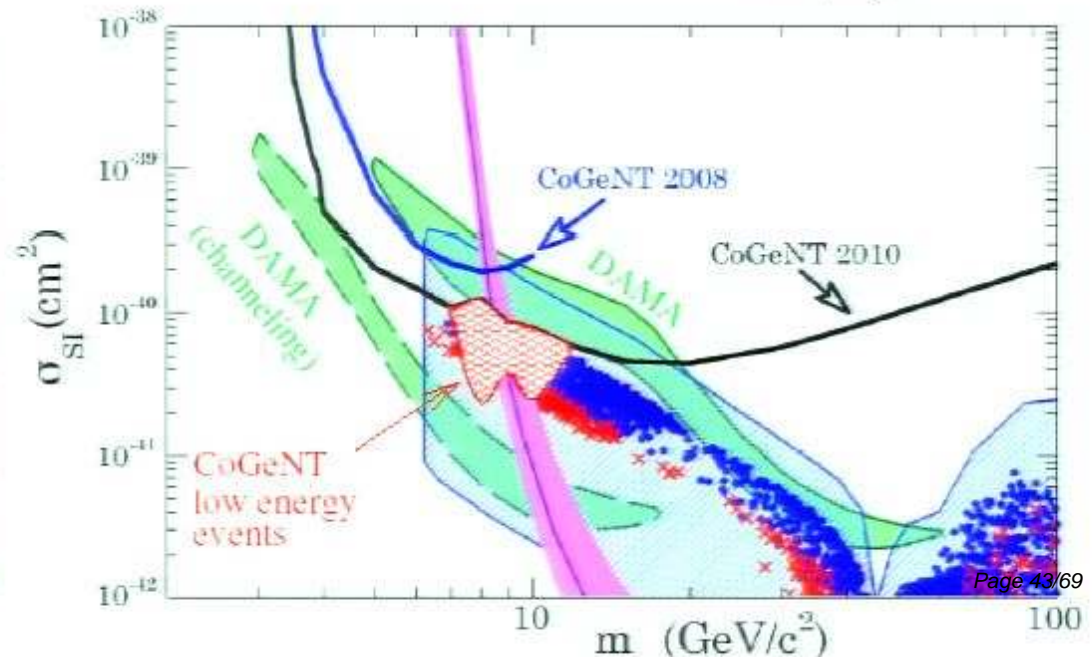 10^-38
10^-39
10^-40
10^-41
10^-42
σ_SI (cm^2)
CoGeNT 2008
DAMA
(channeling)
DAMA
CoGeNT 2010
CoGeNT
low energy
events
Page 43/69
10
100
m (GeV/c^2)